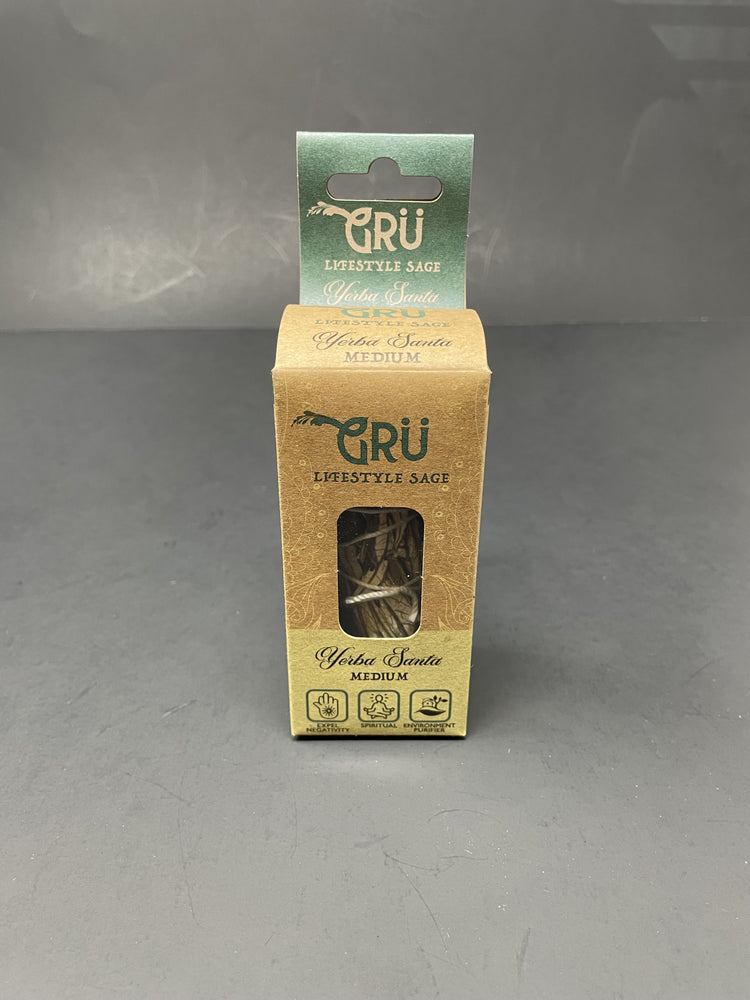 GRÜ
LIFESTYLE SAGE
Yerba Santa
GRÜ
LIFESTYLE SAGE
Yerba Santa
MEDIUM
GRÜ
LIFESTYLE SAGE
Yerba Santa
MEDIUM
EXPEL NEGATIVITY
SPIRITUAL
ENVIRONMENT PURIFIER